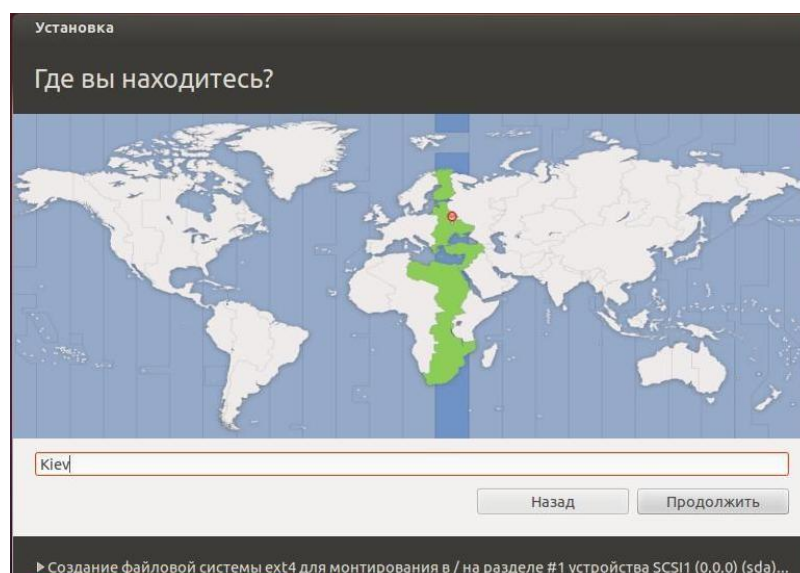 Установка
Где вы находитесь?
Kiev
Назад Продолжить
Создание файловой системы ext4 для монтирования в / на разделе #1 устройства SCSI1 (0,0,0) (sda)...